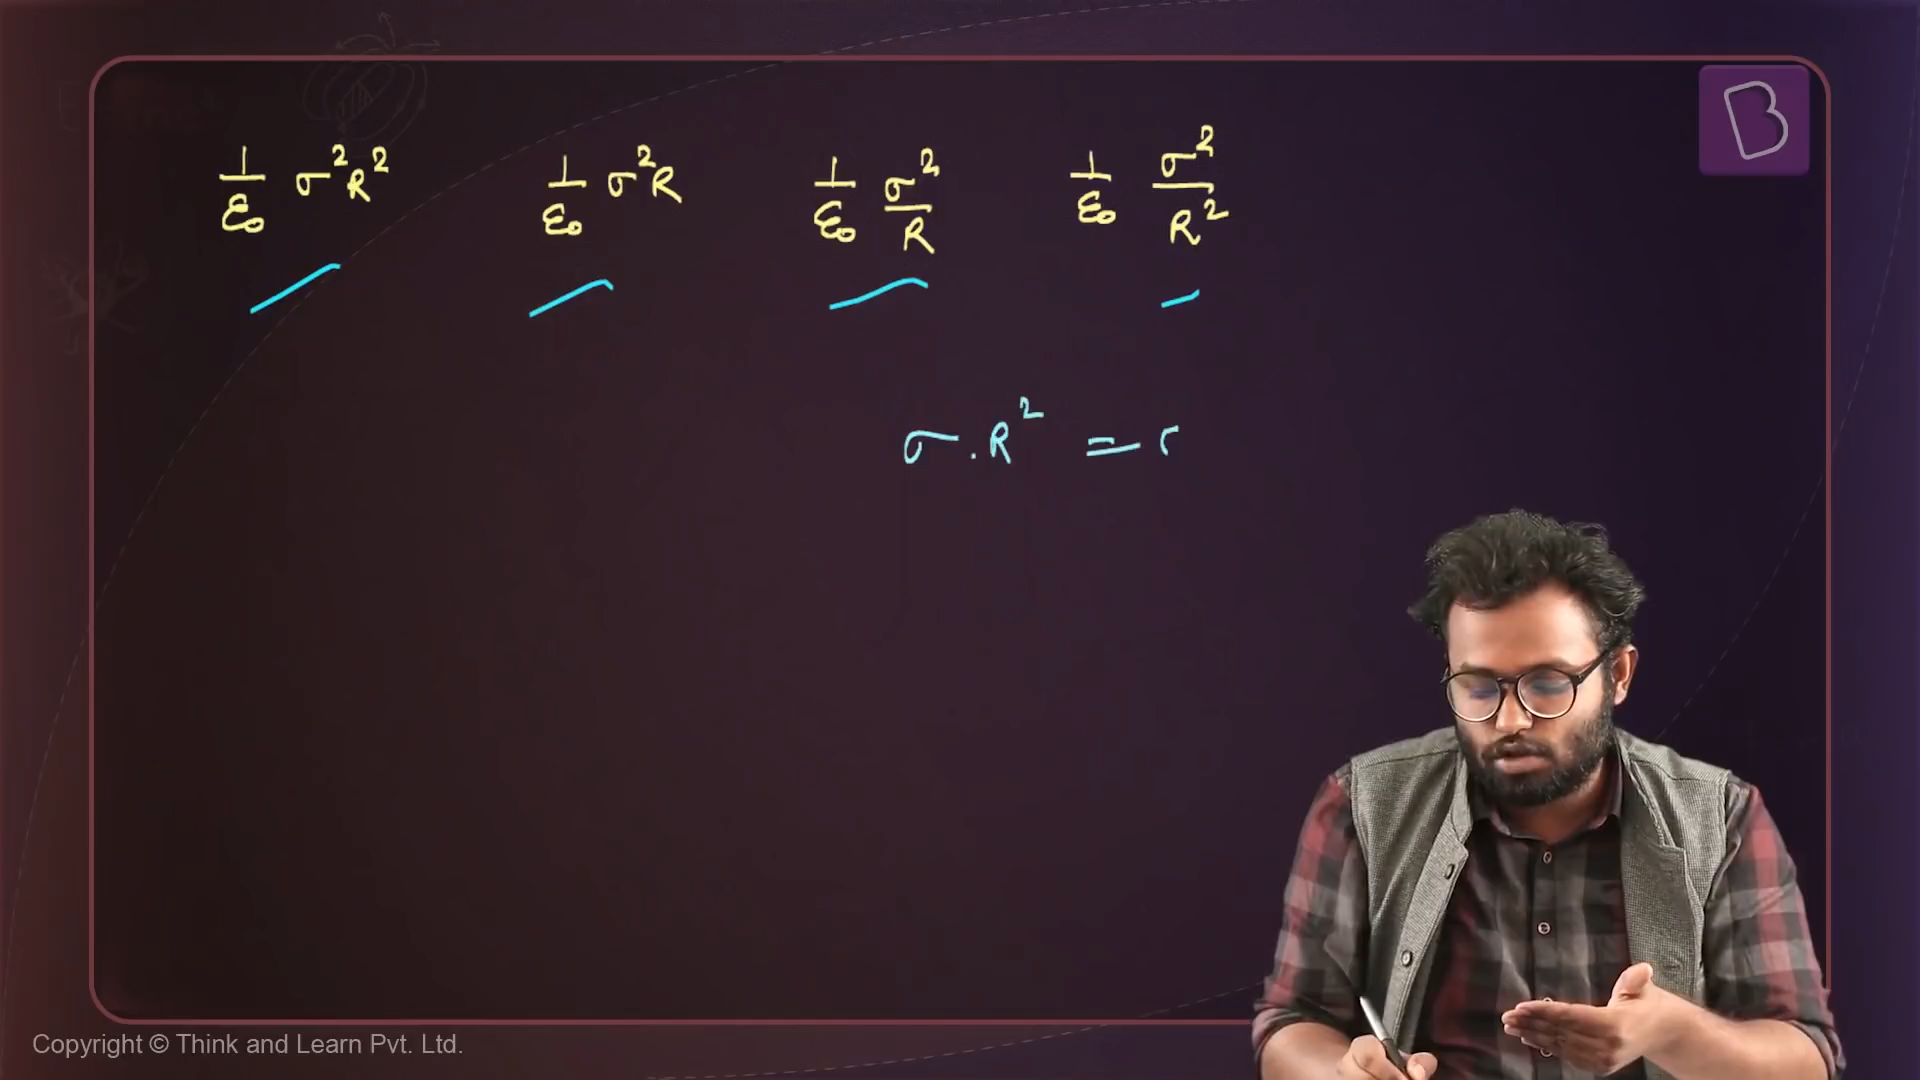 1/ε₀ σ²R² 1/ε₀ σ²R 1/ε₀ σ²/R 1/ε₀ σ²/R²
σ.R² =
B
Copyright © Think and Learn Pvt. Ltd.